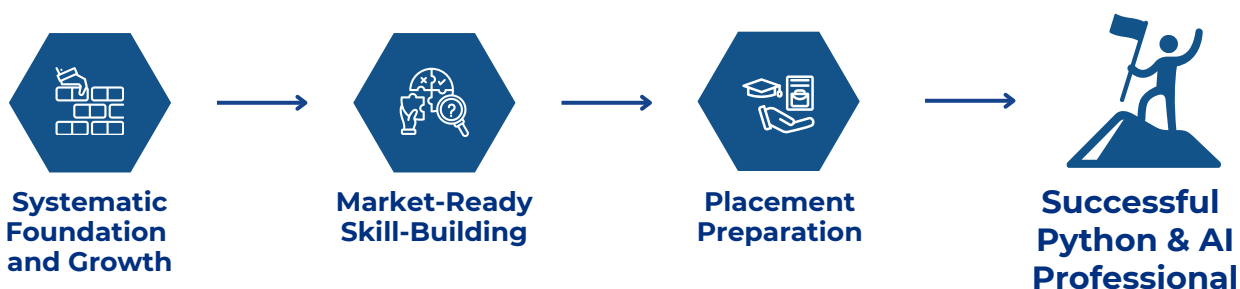 Systematic
Foundation
and Growth
Market-Ready
Skill-Building
Placement
Preparation
Successful
Python & AI
Professional